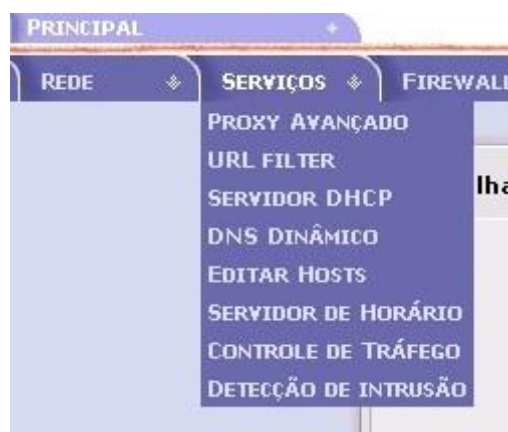 PRINCIPAL
REDE SERVIÇOS FIREWALL
PROXY AVANÇADO
URL FILTER
lha
SERVIDOR DHCP
DNS DINÂMICO
EDITAR HOSTS
SERVIDOR DE HORÁRIO
CONTROLE DE TRÁFEGO
DETECÇÃO DE INTRUSÃO